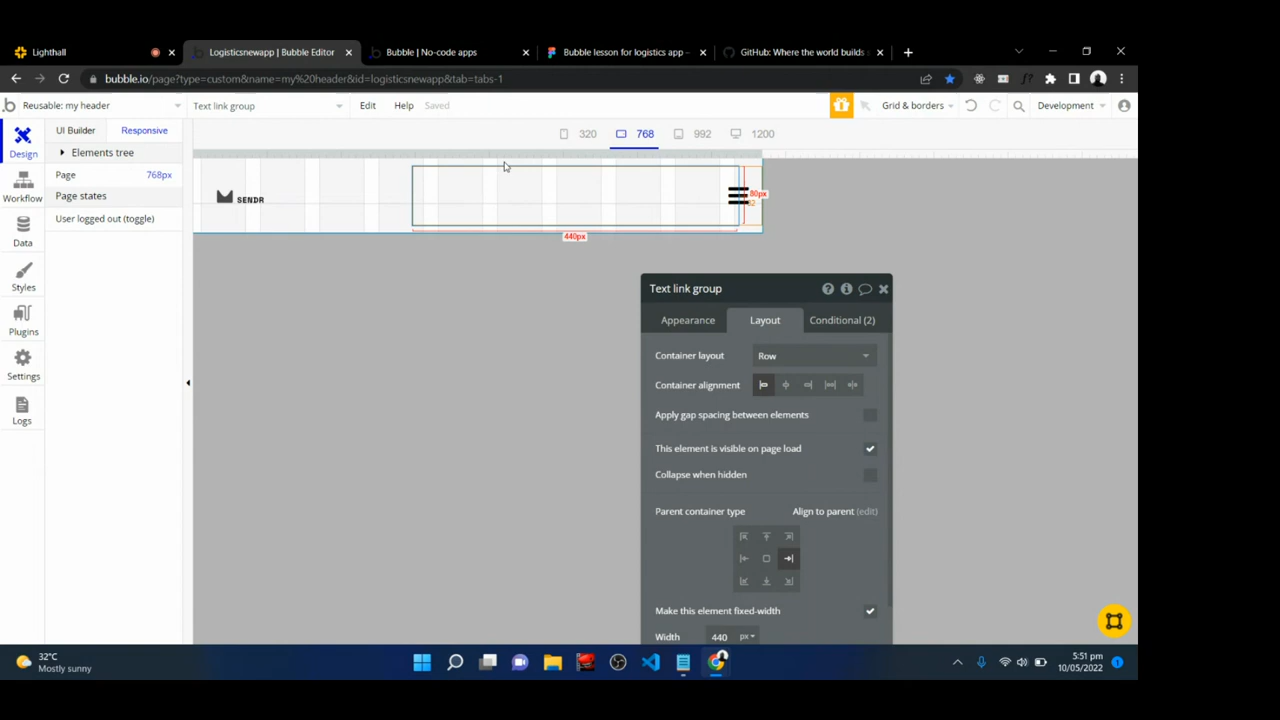 Lighthall
Logisticsnewapp | Bubble Editor
Bubble | No-code apps
Bubble lesson for logistics app –
GitHub: Where the world builds s
bubble.io/page?type=custom&name=my%20header&id=logisticsnewapp&tab=tabs-1
Reusable: my header
Text link group
Edit
Help
Saved
Grid & borders
Development
Design
Workflow
Data
Styles
Plugins
Settings
Logs
UI Builder
Responsive
Elements tree
Page
768px
Page states
User logged out (toggle)
320
768
992
1200
SENDR
440px
Text link group
Appearance
Layout
Conditional (2)
Container layout
Row
Container alignment
Apply gap spacing between elements
This element is visible on page load
Collapse when hidden
Parent container type
Align to parent (edit)
Make this element fixed-width
Width
440
px
32°C
Mostly sunny
5:51 pm
10/05/2022